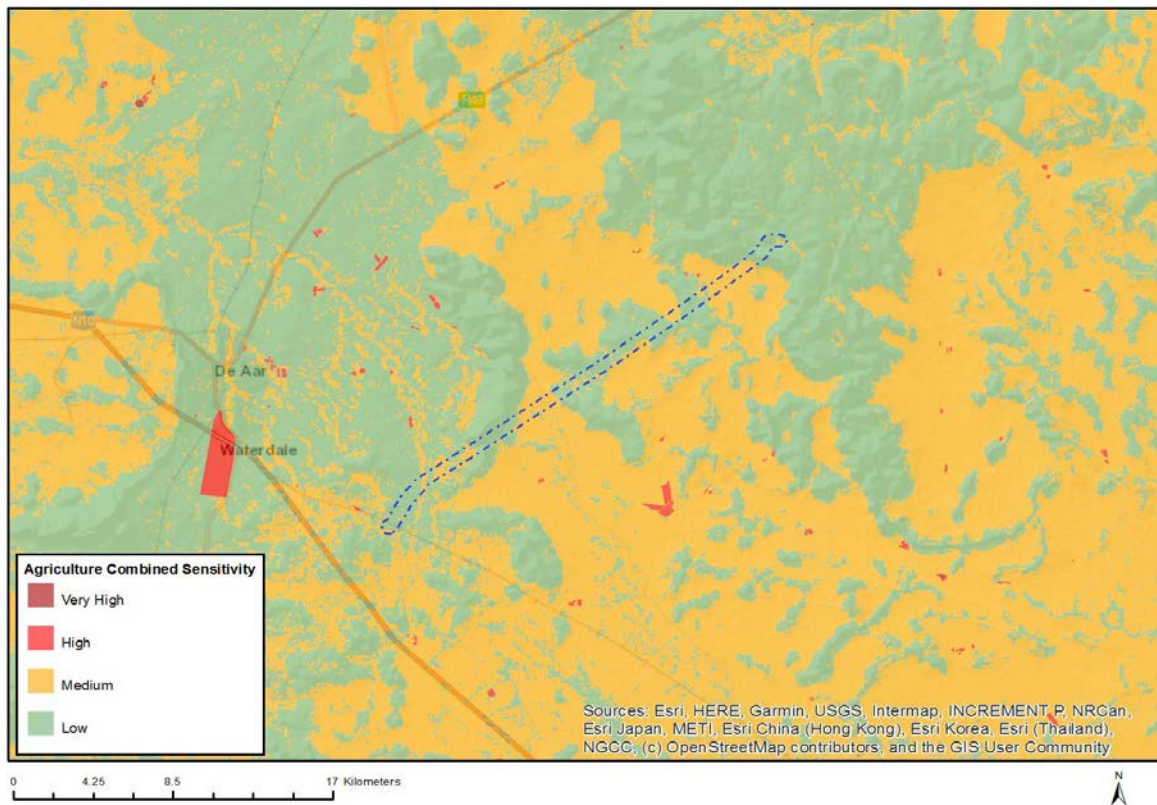 N10
De Aar
Waterdale
Agriculture Combined Sensitivity
Very High
High
Medium
Low
Sources: Esri, HERE, Garmin, USGS, Intermap, INCREMENT P, NRCan,
Esri Japan, METI, Esri China (Hong Kong), Esri Korea, Esri (Thailand),
NGCC, (c) OpenStreetMap contributors, and the GIS User Community
0 4.25 8.5 17 Kilometers
N